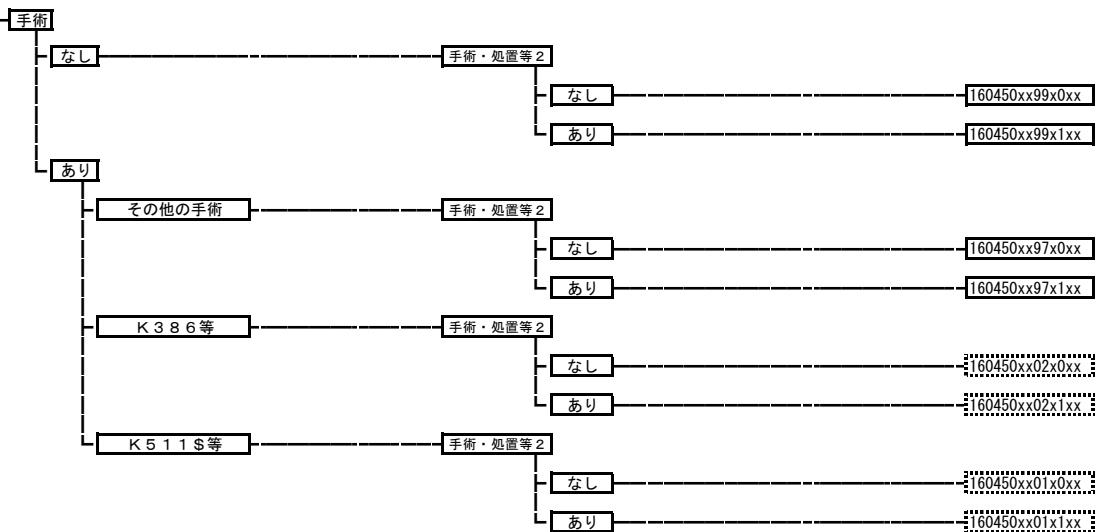 手術
なし
手術・処置等2
なし
160450xx99x0xx
あり
160450xx99x1xx
あり
その他の手術
手術・処置等2
なし
160450xx97x0xx
あり
160450xx97x1xx
K386等
手術・処置等2
なし
160450xx02x0xx
あり
160450xx02x1xx
K511$等
手術・処置等2
なし
160450xx01x0xx
あり
160450xx01x1xx